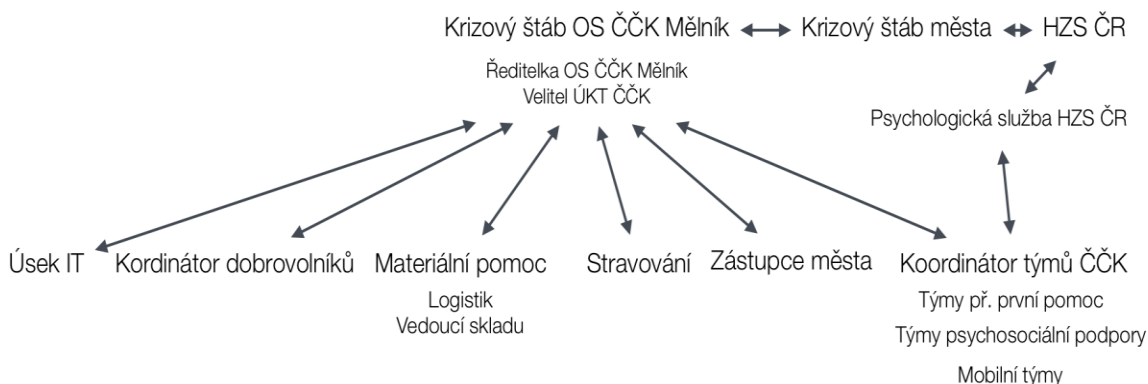 Krizový štáb OS ČČK Mělník
Krizový štáb města
HZS ČR
Ředitelka OS ČČK Mělník
Velitel ÚKT ČČK
Psychologická služba HZS ČR
Úsek IT
Kordinátor dobrovolníků
Materiální pomoc
Stravování
Zástupce města
Koordinátor týmů ČČK
Logistik
Vedoucí skladu
Týmy př. první pomoc
Týmy psychosociální podpory
Mobilní týmy